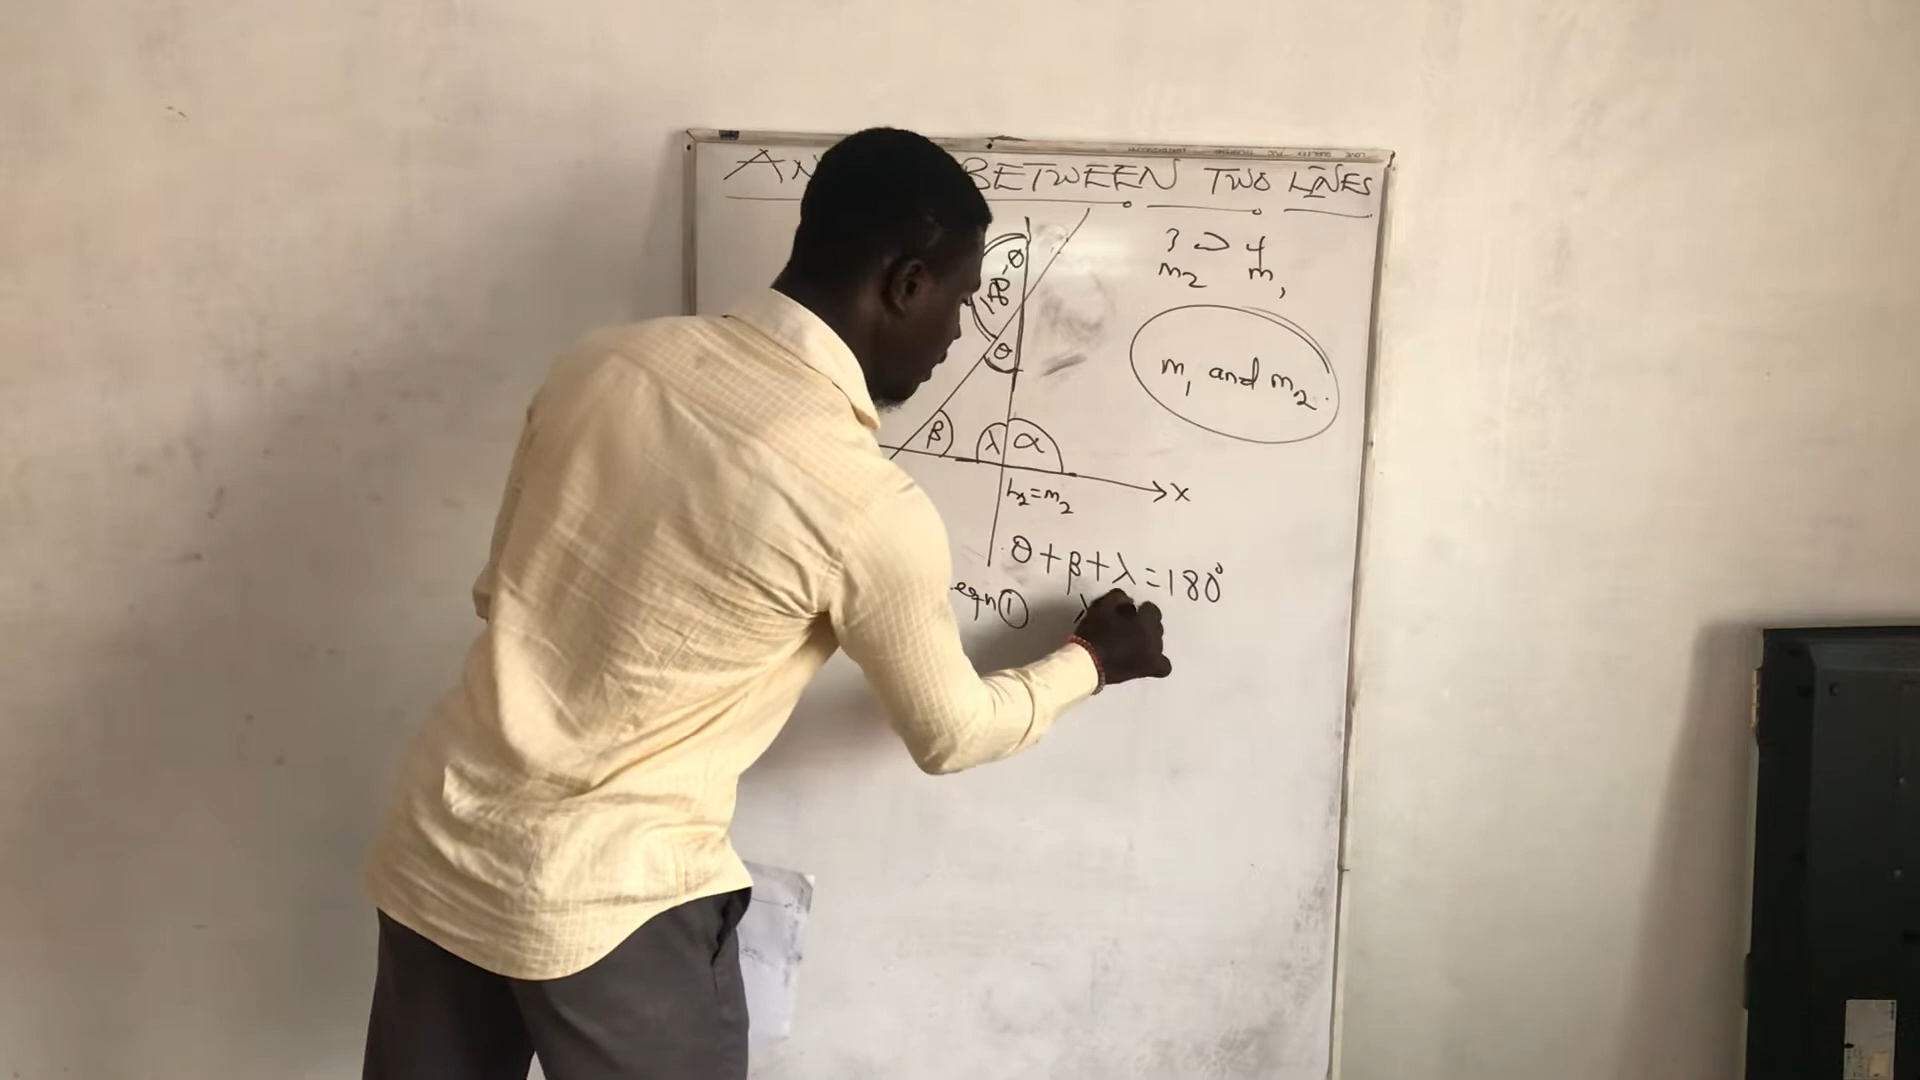 BETWEEN TWO LINES
3 4
m2 m1
180-θ
θ
m1 and m2
β λ α
L2=m2
X
θ+β+λ=180°
eqn①
λ